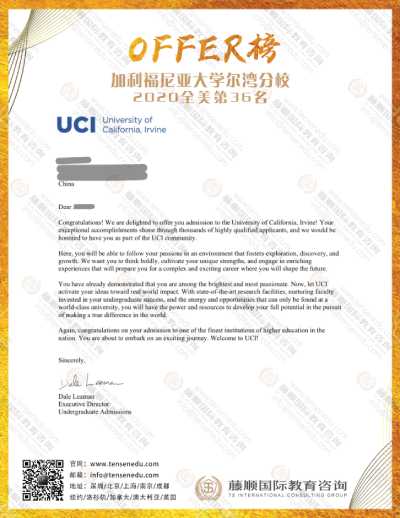 OFFER榜
加利福尼亚大学尔湾分校
2020全美第36名
UCI University of
California, Irvine
China
Dear
Congratulations! We are delighted to offer you admission to the University of California, Irvine! Your
exceptional accomplishments shone through thousands of highly qualified applicants, and we would be
honored to have you as part of the UCI community.
Here, you will be able to follow your passions in an environment that fosters exploration, discovery, and
growth. We want you to think boldly, cultivate your unique strengths, and engage in enriching
experiences that will prepare you for a complex and exciting career where you will shape the future.
You have already demonstrated that you are among the brightest and most passionate. Now, let UCI
activate your ideas toward real world impact. With state-of-the-art research facilities, nurturing faculty
invested in your undergraduate success, and the energy and opportunities that can only be found at a
world-class university, you will have the power and resources to develop your full potential in the pursuit
of making a true difference in the world.
Again, congratulations on your admission to one of the finest institutions of higher education in the
nation. You are about to embark on an exciting journey. Welcome to UCI!
Sincerely,
Dale Leaman
Dale Leaman
Executive Director
Undergraduate Admissions
官网：www.tensenedu.com
邮箱：info@tensenedu.com
地址：深圳/北京/上海/南京/成都
纽约/洛杉矶/加拿大/澳大利亚/英国
藤顺国际教育咨询
TS INTERNATIONAL CONSULTING GROUP